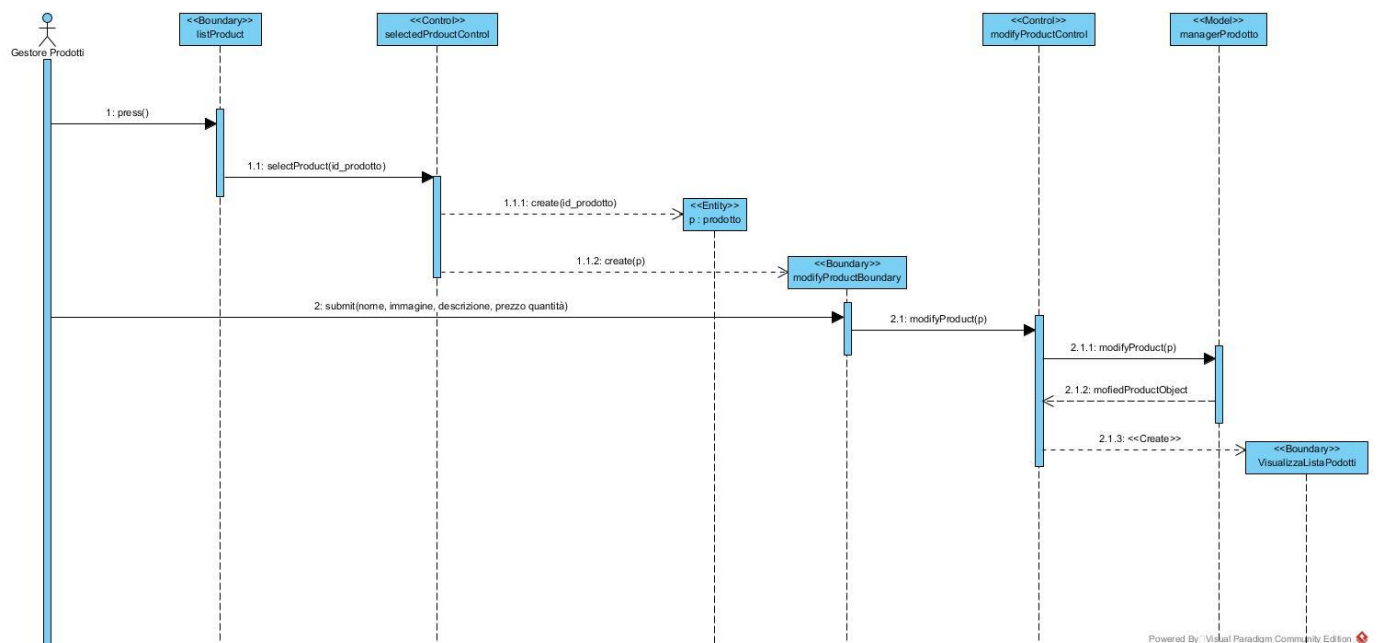 <<Boundary>>
listProduct
<<Control>>
selectedPrdouctControl
<<Control>>
modifyProductControl
<<Model>>
managerProdotto
Gestore Prodotti
1: press()
1.1: selectProduct(id_prodotto)
1.1.1: create(id_prodotto)
<<Entity>>
p : prodotto
1.1.2: create(p)
<<Boundary>>
modifyProductBoundary
2: submit(nome, immagine, descrizione, prezzo quantità)
2.1: modifyProduct(p)
2.1.1: modifyProduct(p)
2.1.2: mofiedProductObject
2.1.3: <<Create>>
<<Boundary>>
VisualizzaListaPodotti
Powered By Visual Paradigm Community Edition